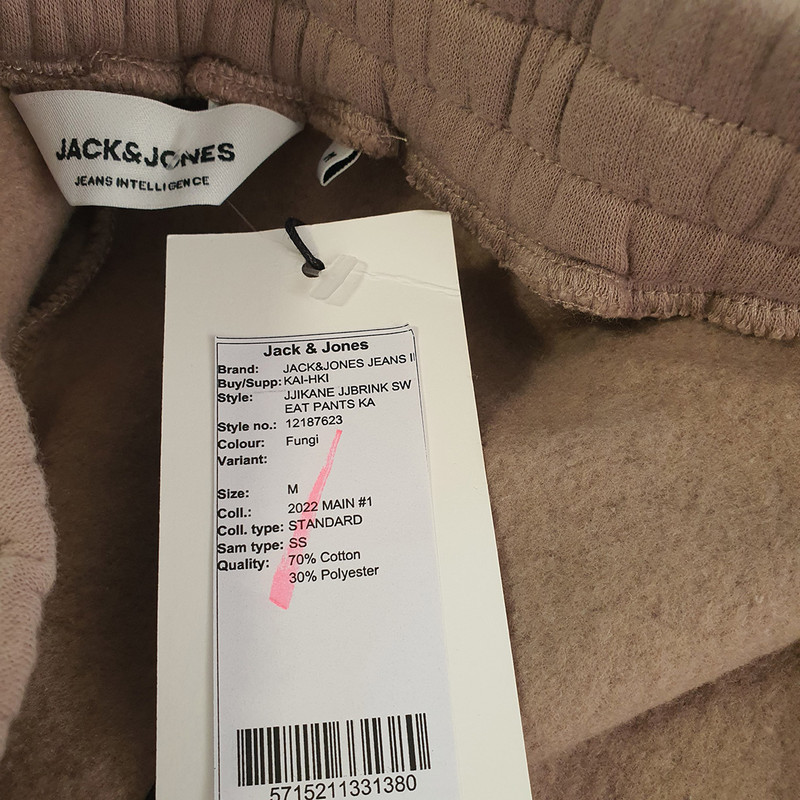 JACK&JONES
JEANS INTELLIGENCE
Jack & Jones
Brand: JACK&JONES JEANS I
Buy/Supp: KAI-HKI
Style: JJIKANE JJBRINK SW
EAT PANTS KA
Style no.: 12187623
Colour: Fungi
Variant:
Size: M
Coll.: 2022 MAIN #1
Coll. type: STANDARD
Sam type: SS
Quality: 70% Cotton
30% Polyester
5715211331380